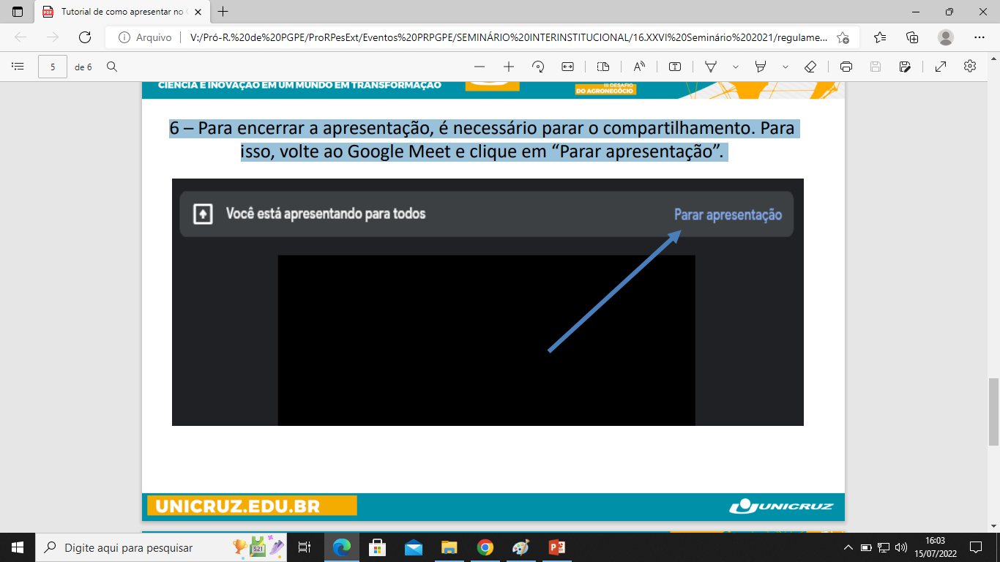 Tutorial de como apresentar no
Arquivo
V:/Pró-R.%20de%20PGPE/ProRPesExt/Eventos%20PRPGPE/SEMINÁRIO%20INTERINSTITUCIONAL/16.XXVI%20Seminário%202021/regulame...
5
de 6
CIÊNCIA E INOVAÇÃO EM UM MUNDO EM TRANSFORMAÇÃO
III DESAFIO
DO AGRONEGÓCIO
6 – Para encerrar a apresentação, é necessário parar o compartilhamento. Para
isso, volte ao Google Meet e clique em “Parar apresentação”.
Você está apresentando para todos
Parar apresentação
UNICRUZ.EDU.BR
UNICRUZ
Digite aqui para pesquisar
521
16:03
15/07/2022